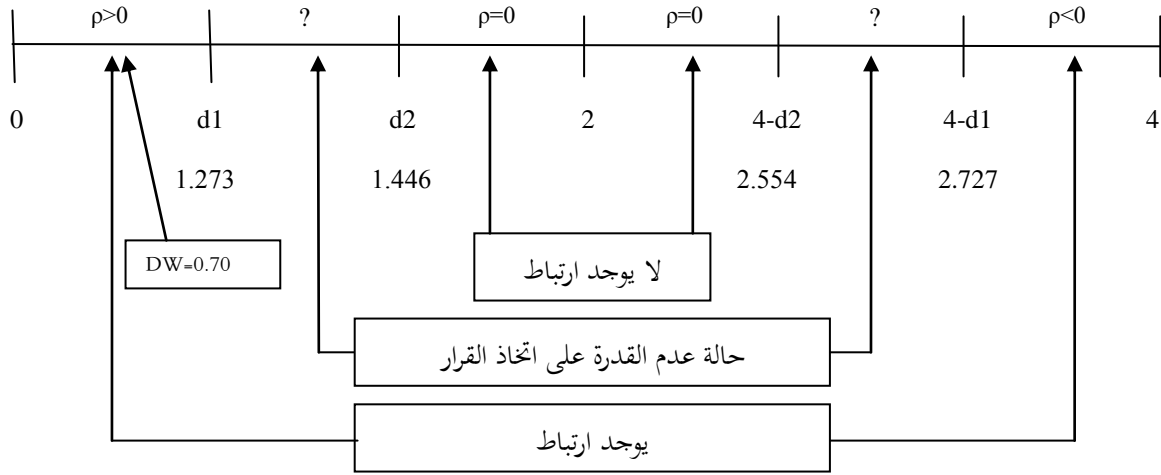 ρ>0 ? ρ=0 ρ=0 ? ρ<0
0 d1 d2 2 4-d2 4-d1 4
1.273 1.446 2.554 2.727
DW=0.70
لا يوجد ارتباط
حالة عدم القدرة على اتخاذ القرار
يوجد ارتباط